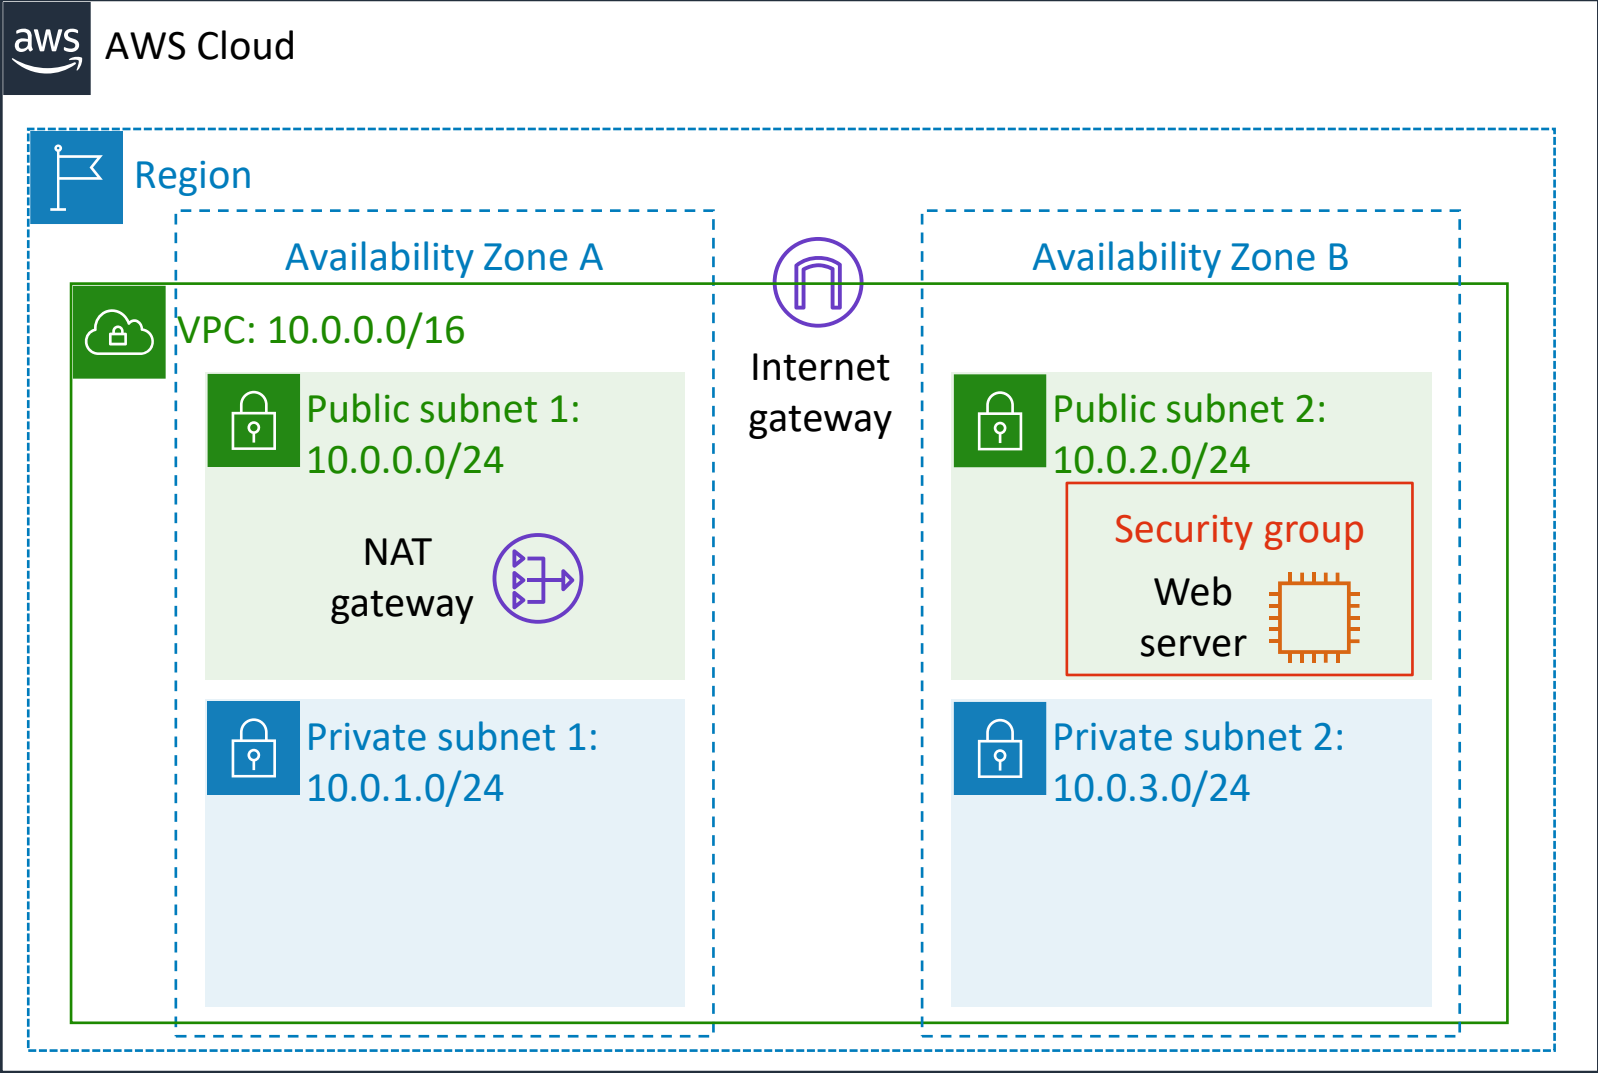 aws
AWS Cloud
Region
Availability Zone A
Availability Zone B
VPC: 10.0.0.0/16
Internet
gateway
Public subnet 1:
10.0.0.0/24
NAT
gateway
Public subnet 2:
10.0.2.0/24
Security group
Web
server
Private subnet 1:
10.0.1.0/24
Private subnet 2:
10.0.3.0/24